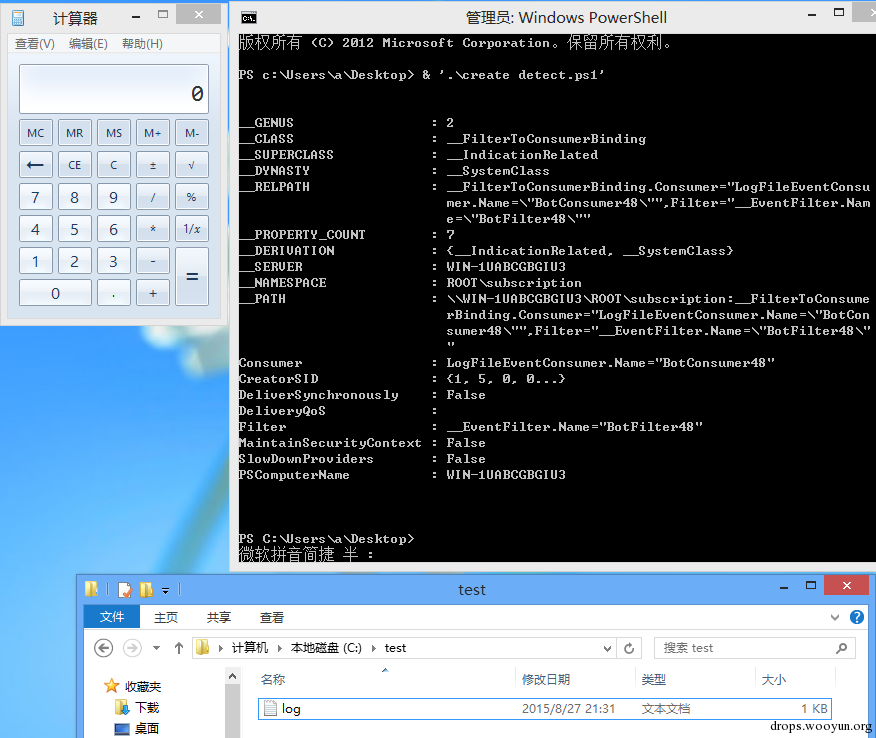 计算器
查看(V) 编辑(E) 帮助(H)
0
MC MR MS M+ M-
← CE C ± √
7 8 9 / %
4 5 6 * 1/x
1 2 3 - =
0 . +
管理员: Windows PowerShell
版权所有 (C) 2012 Microsoft Corporation。保留所有权利。
PS c:\Users\a\Desktop> & '.\create detect.ps1'
__GENUS : 2
__CLASS : __FilterToConsumerBinding
__SUPERCLASS : __IndicationRelated
__DYNASTY : __SystemClass
__RELPATH : __FilterToConsumerBinding.Consumer="LogFileEventConsu
mer.Name=\"BotConsumer48\"",Filter="__EventFilter.Nam
e=\"BotFilter48\""
__PROPERTY_COUNT : 7
__DERIVATION : {__IndicationRelated, __SystemClass}
__SERVER : WIN-1UABCGBGIU3
__NAMESPACE : ROOT\subscription
__PATH : \\WIN-1UABCGBGIU3\ROOT\subscription:__FilterToConsume
rBinding.Consumer="LogFileEventConsumer.Name=\"BotCon
sumer48\"",Filter="__EventFilter.Name=\"BotFilter48\"
"
Consumer : LogFileEventConsumer.Name="BotConsumer48"
CreatorSID : {1, 5, 0, 0...}
DeliverSynchronously : False
DeliveryQoS :
Filter : __EventFilter.Name="BotFilter48"
MaintainSecurityContext : False
SlowDownProviders : False
PSComputerName : WIN-1UABCGBGIU3
PS C:\Users\a\Desktop>
微软拼音简捷 半 :
test
文件 主页 共享 查看
计算机 本地磁盘 (C:) test
搜索 test
收藏夹
下载
桌面
名称 修改日期 类型 大小
log 2015/8/27 21:31 文本文档 1 KB
drops.wooyun.org